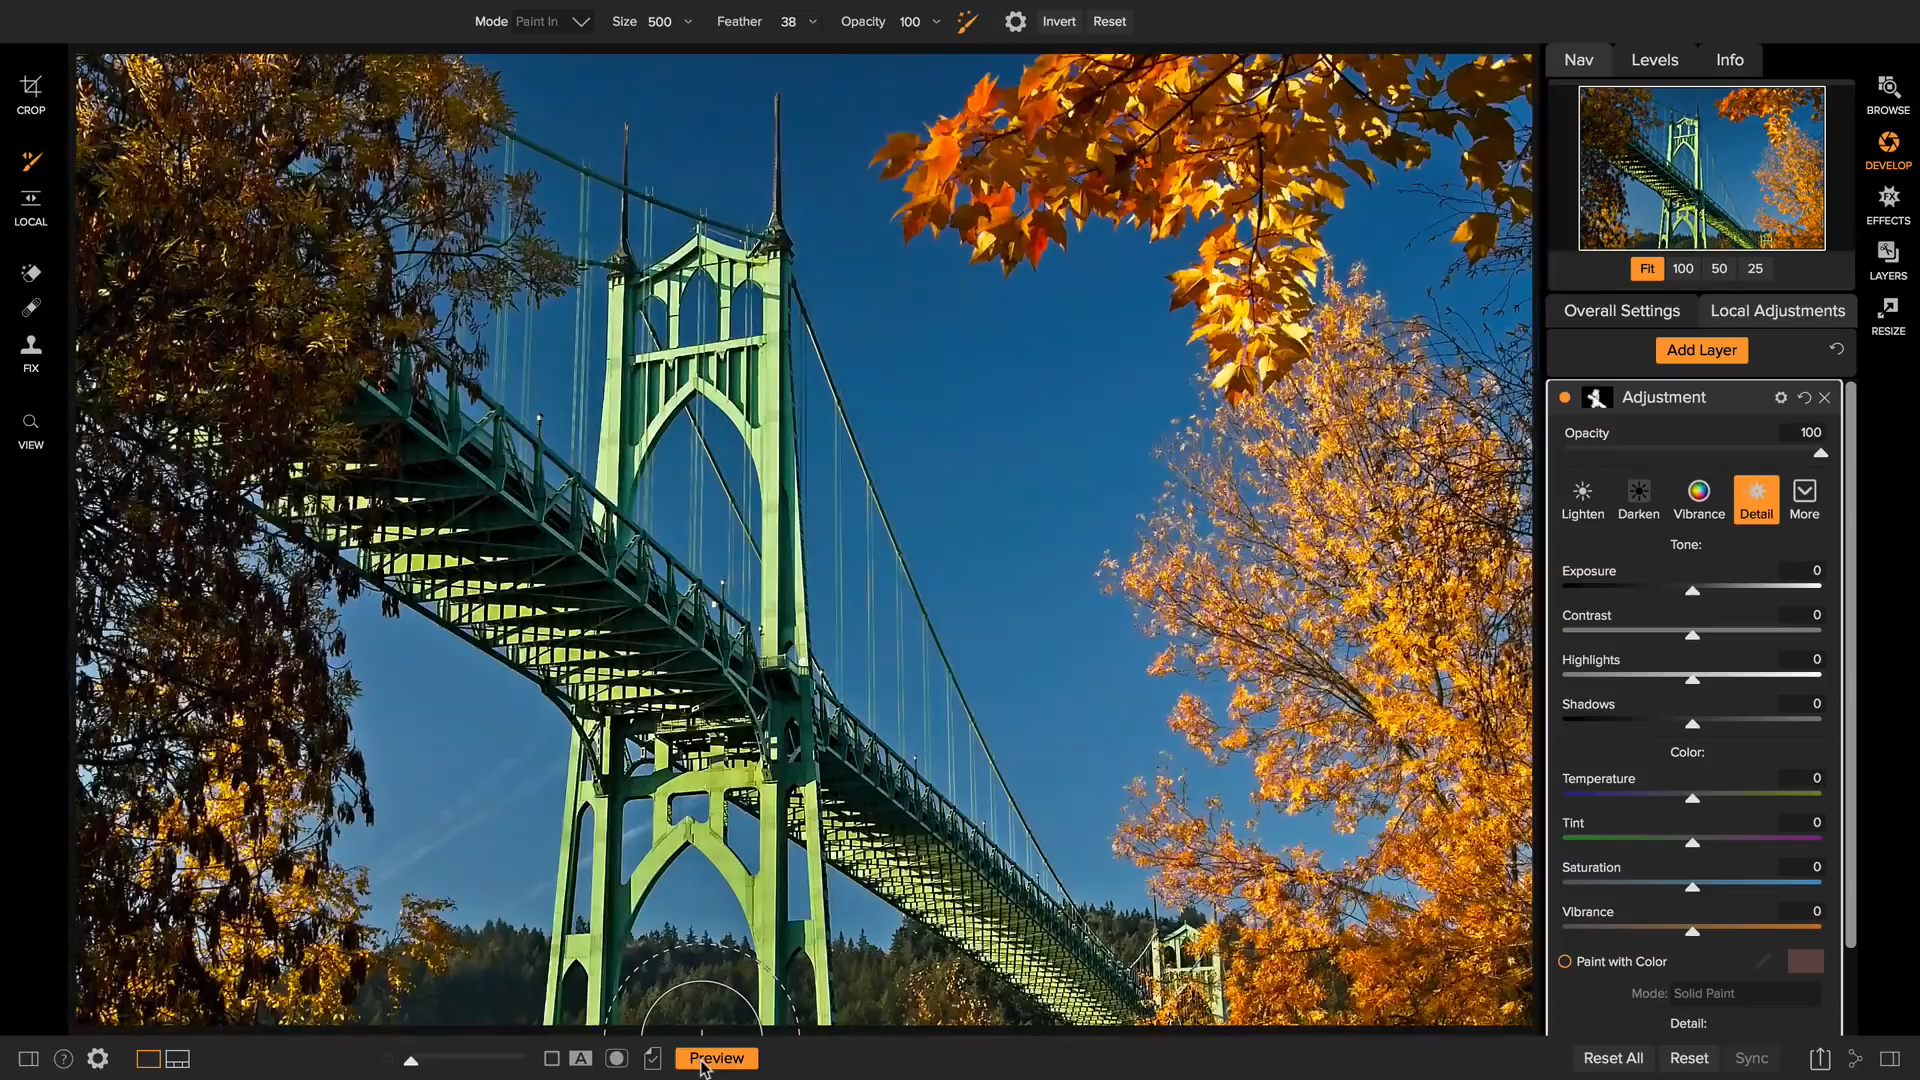 Mode Paint In Size 500 Feather 38 Opacity 100 Invert Reset
CROP
LOCAL
FIX
VIEW
Nav Levels Info
Fit 100 50 25
BROWSE
DEVELOP
FX
EFFECTS
LAYERS
RESIZE
Overall Settings Local Adjustments
Add Layer
Adjustment
Opacity 100
Lighten Darken Vibrance Detail More
Tone:
Exposure 0
Contrast 0
Highlights 0
Shadows 0
Color:
Temperature 0
Tint 0
Saturation 0
Vibrance 0
Paint with Color
Mode: Solid Paint
Detail:
? A Preview Reset All Reset Sync